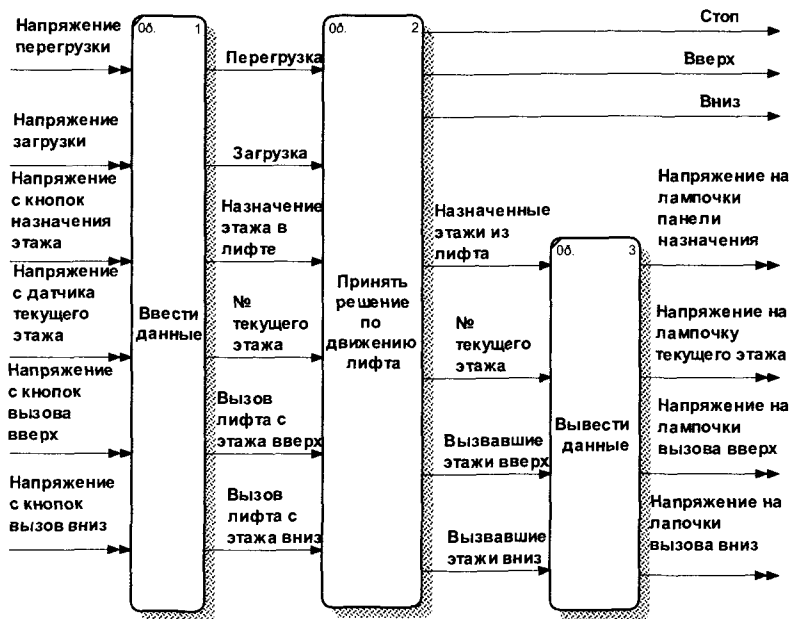 Напряжение
перегрузки
Напряжение
загрузки
Напряжение
с кнопок
назначения
этажа
Напряжение
с датчика
текущего
этажа
Напряжение
с кнопок
вызова
вверх
Напряжение
с кнопок
вызов вниз
0д. 1
Ввести
данные
Перегрузка
Загрузка
Назначение
этажа в
лифте
№
текущего
этажа
Вызов
лифта с
этажа вверх
Вызов
лифта с
этажа вниз
0д. 2
Принять
решение
по
движению
лифта
Стоп
Вверх
Вниз
Назначенные
этажи из
лифта
№
текущего
этажа
Вызвавшие
этажи вверх
Вызвавшие
этажи вниз
0д. 3
Вывести
данные
Напряжение на
лампочки
панели
назначения
Напряжение на
лампочку
текущего этажа
Напряжение на
лампочки
вызова вверх
Напряжение на
лапочки
вызова вниз